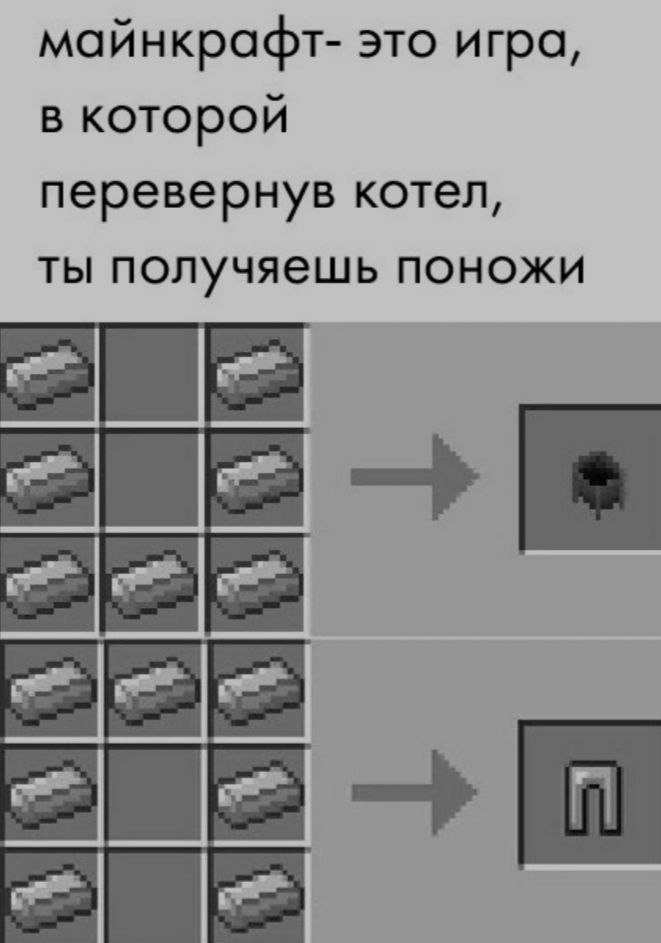 майнкрафт- это игра,
в которой
перевернув котел,
ты получяешь поножи